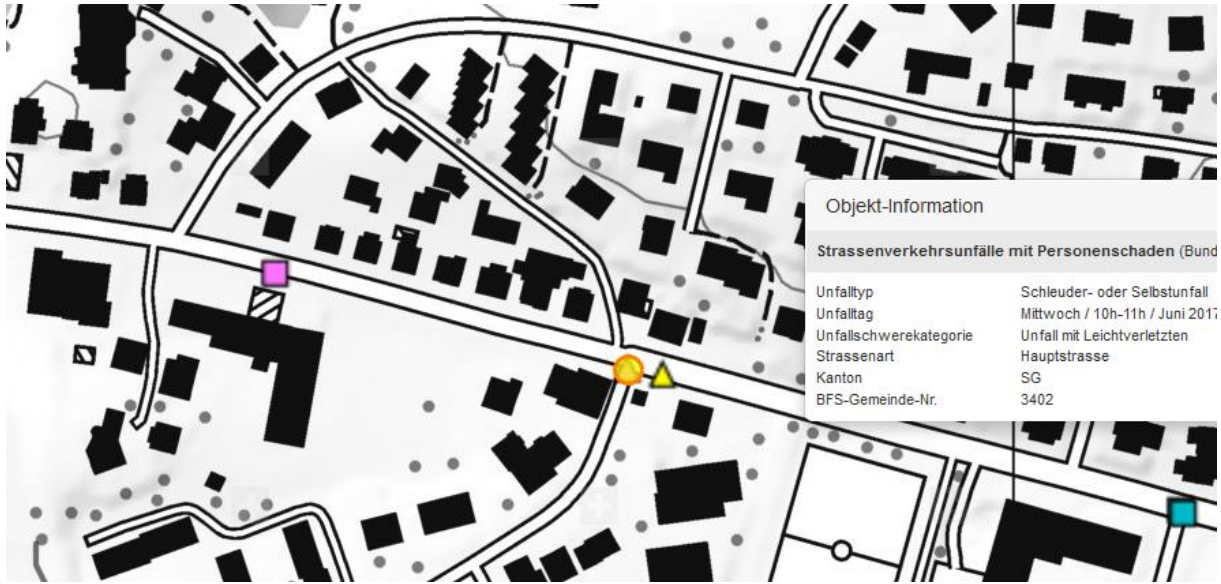 Objekt-Information
Strassenverkehrsunfälle mit Personenschaden (Bund
Unfalltyp Schleuder- oder Selbstunfall
Unfalltag Mittwoch / 10h-11h / Juni 2017
Unfallschwerekategorie Unfall mit Leichtverletzten
Strassenart Hauptstrasse
Kanton SG
BFS-Gemeinde-Nr. 3402